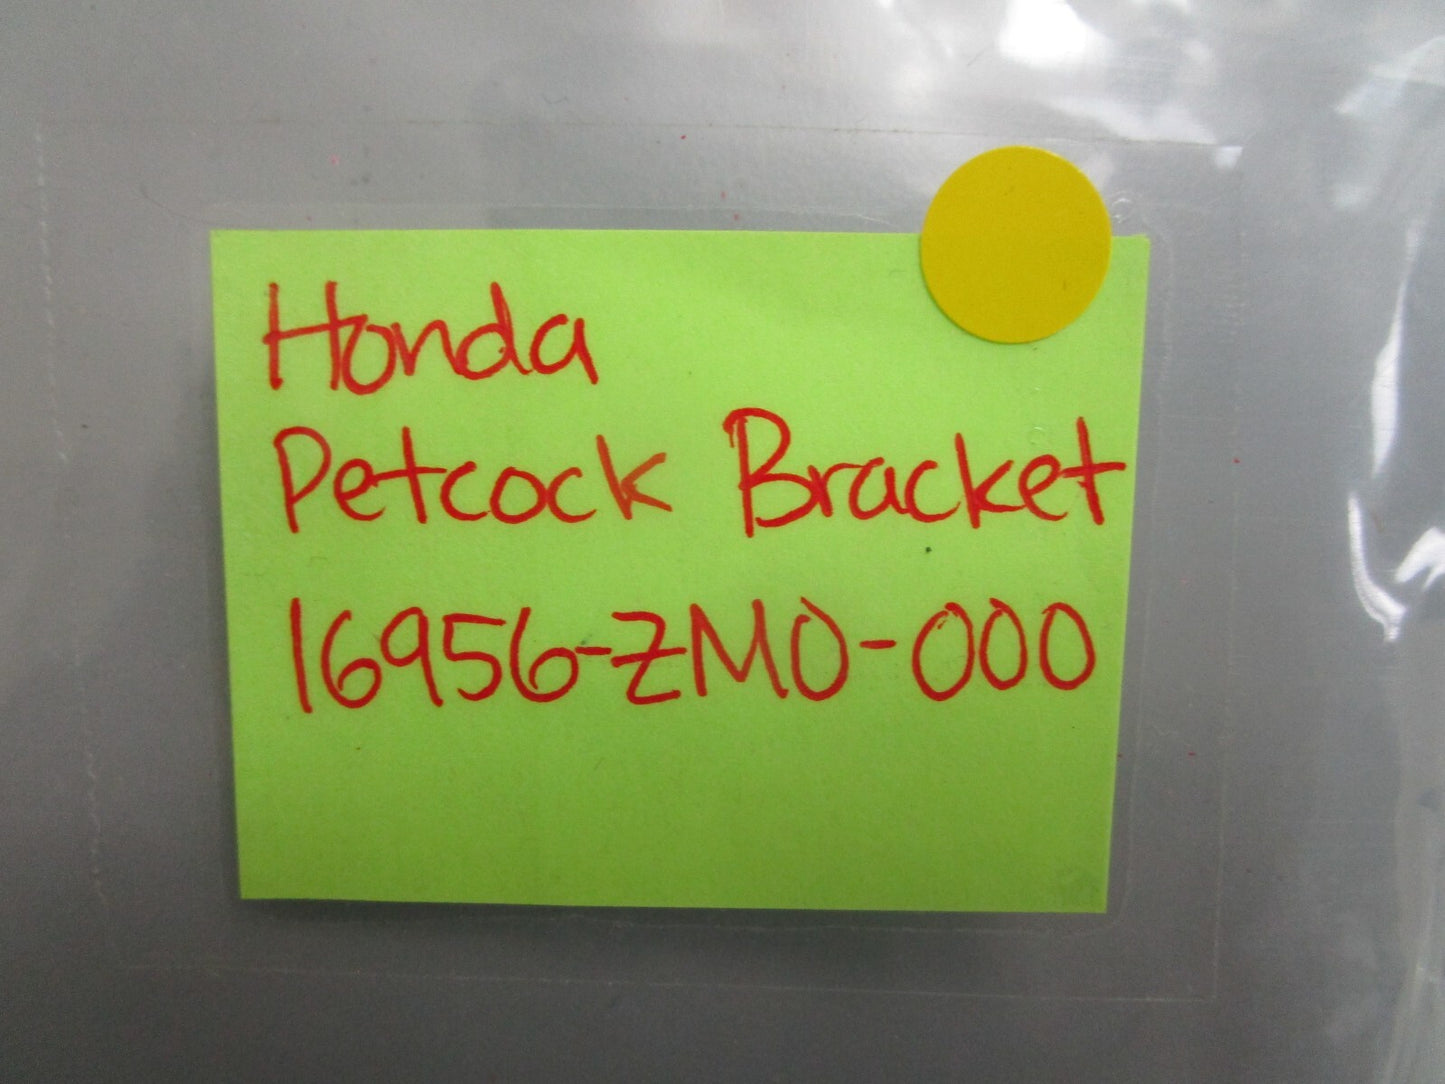 Honda
Petcock Bracket
16956-ZM0-000